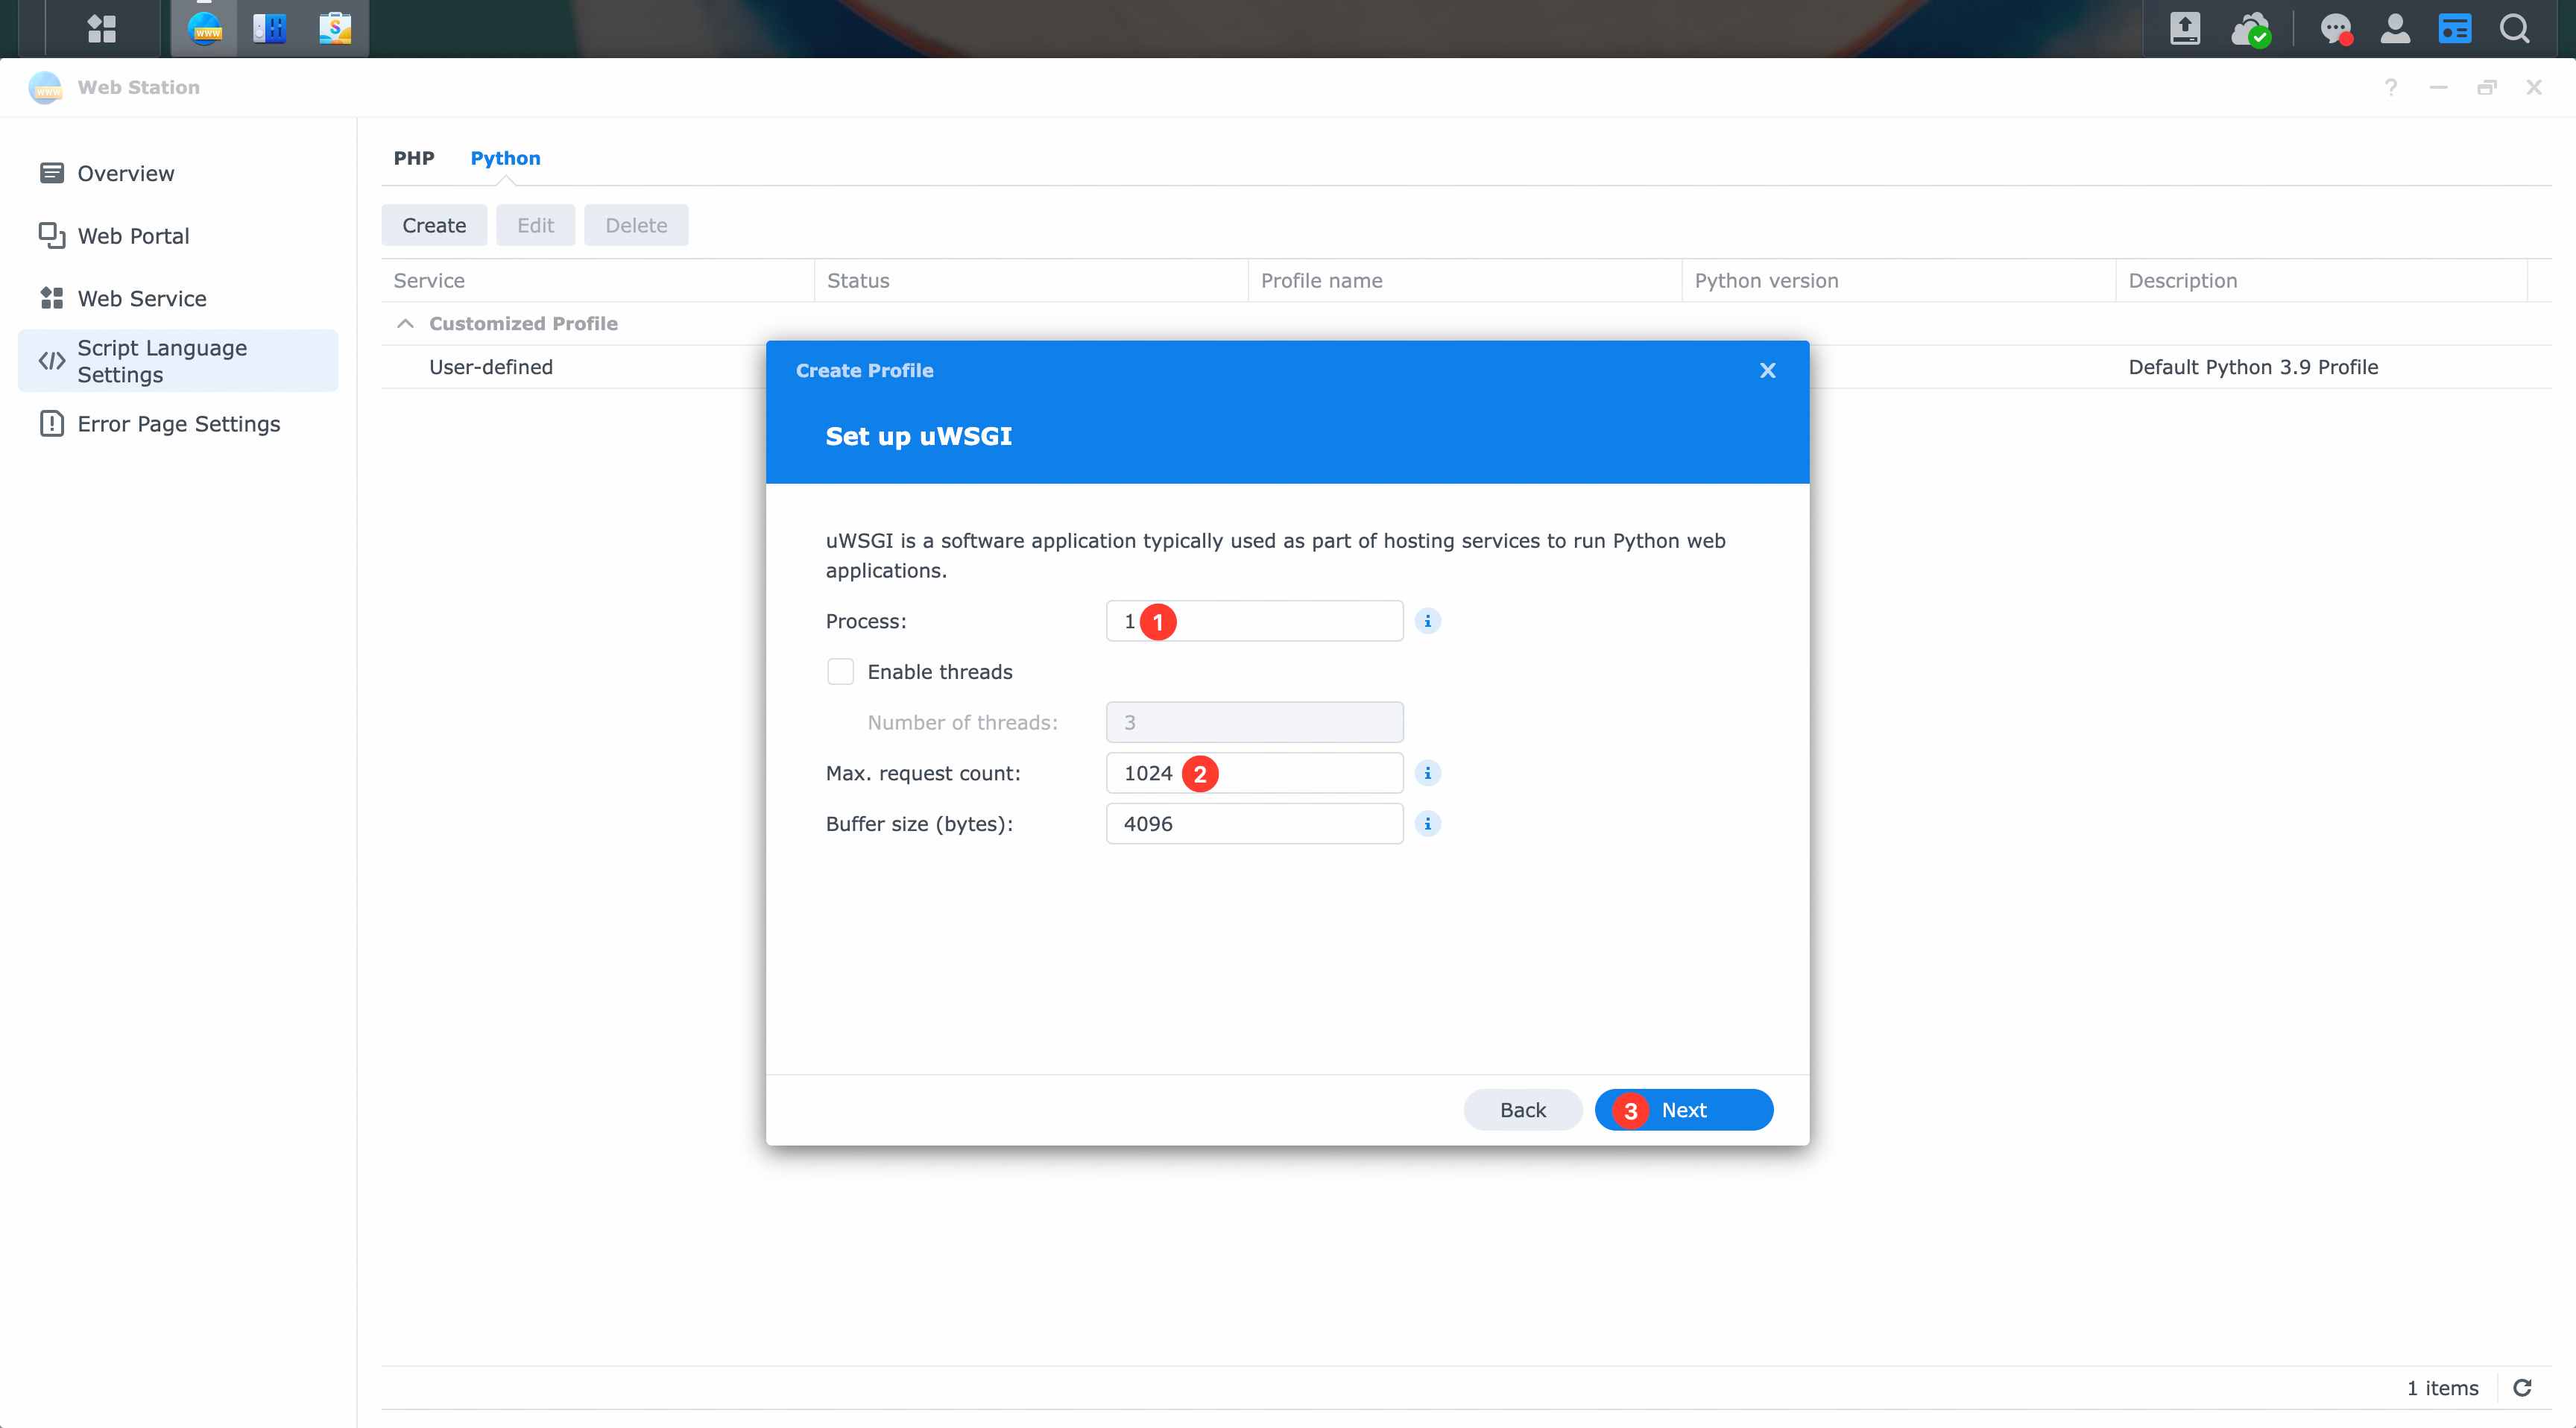 Web Station
Overview
Web Portal
Web Service
Script Language
Settings
Error Page Settings
PHP Python
Create Edit Delete
Service Status Profile name Python version Description
Customized Profile
User-defined Default Python 3.9 Profile
Create Profile
Set up uWSGI
uWSGI is a software application typically used as part of hosting services to run Python web
applications.
Process: 1 1
Enable threads
Number of threads: 3
Max. request count: 1024 2
Buffer size (bytes): 4096
Back 3 Next
1 items